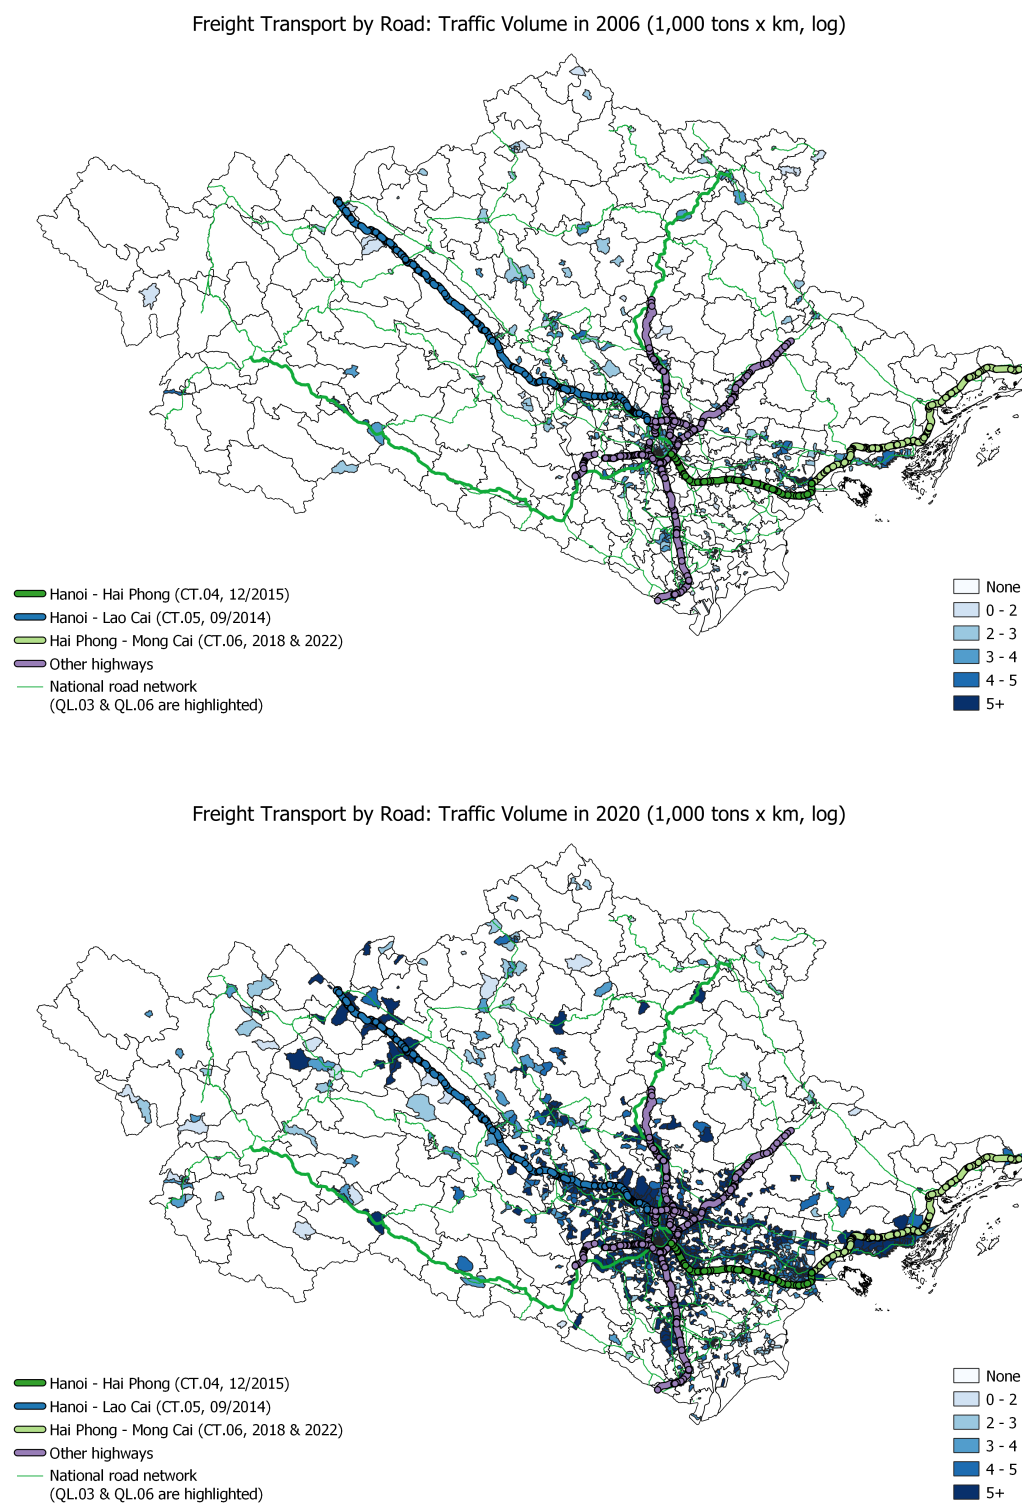 Freight Transport by Road: Traffic Volume in 2006 (1,000 tons x km, log)
Hanoi - Hai Phong (CT.04, 12/2015)
Hanoi - Lao Cai (CT.05, 09/2014)
Hai Phong - Mong Cai (CT.06, 2018 & 2022)
Other highways
National road network
(QL.03 & QL.06 are highlighted)
None
0 - 2
2 - 3
3 - 4
4 - 5
5+
Freight Transport by Road: Traffic Volume in 2020 (1,000 tons x km, log)
Hanoi - Hai Phong (CT.04, 12/2015)
Hanoi - Lao Cai (CT.05, 09/2014)
Hai Phong - Mong Cai (CT.06, 2018 & 2022)
Other highways
National road network
(QL.03 & QL.06 are highlighted)
None
0 - 2
2 - 3
3 - 4
4 - 5
5+